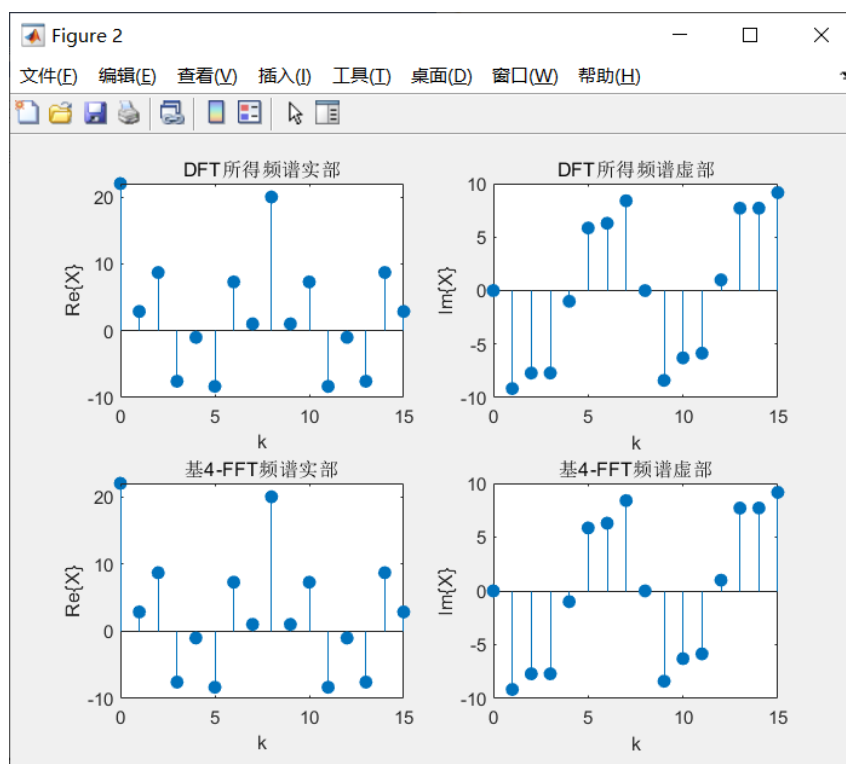 Figure 2
文件(F) 编辑(E) 查看(V) 插入(I) 工具(T) 桌面(D) 窗口(W) 帮助(H)
DFT所得频谱实部
20
10
0
-10
Re{X}
0 5 10 15
k
DFT所得频谱虚部
10
5
0
-5
-10
Im{X}
0 5 10 15
k
基4-FFT频谱实部
20
10
0
-10
Re{X}
0 5 10 15
k
基4-FFT频谱虚部
10
5
0
-5
-10
Im{X}
0 5 10 15
k